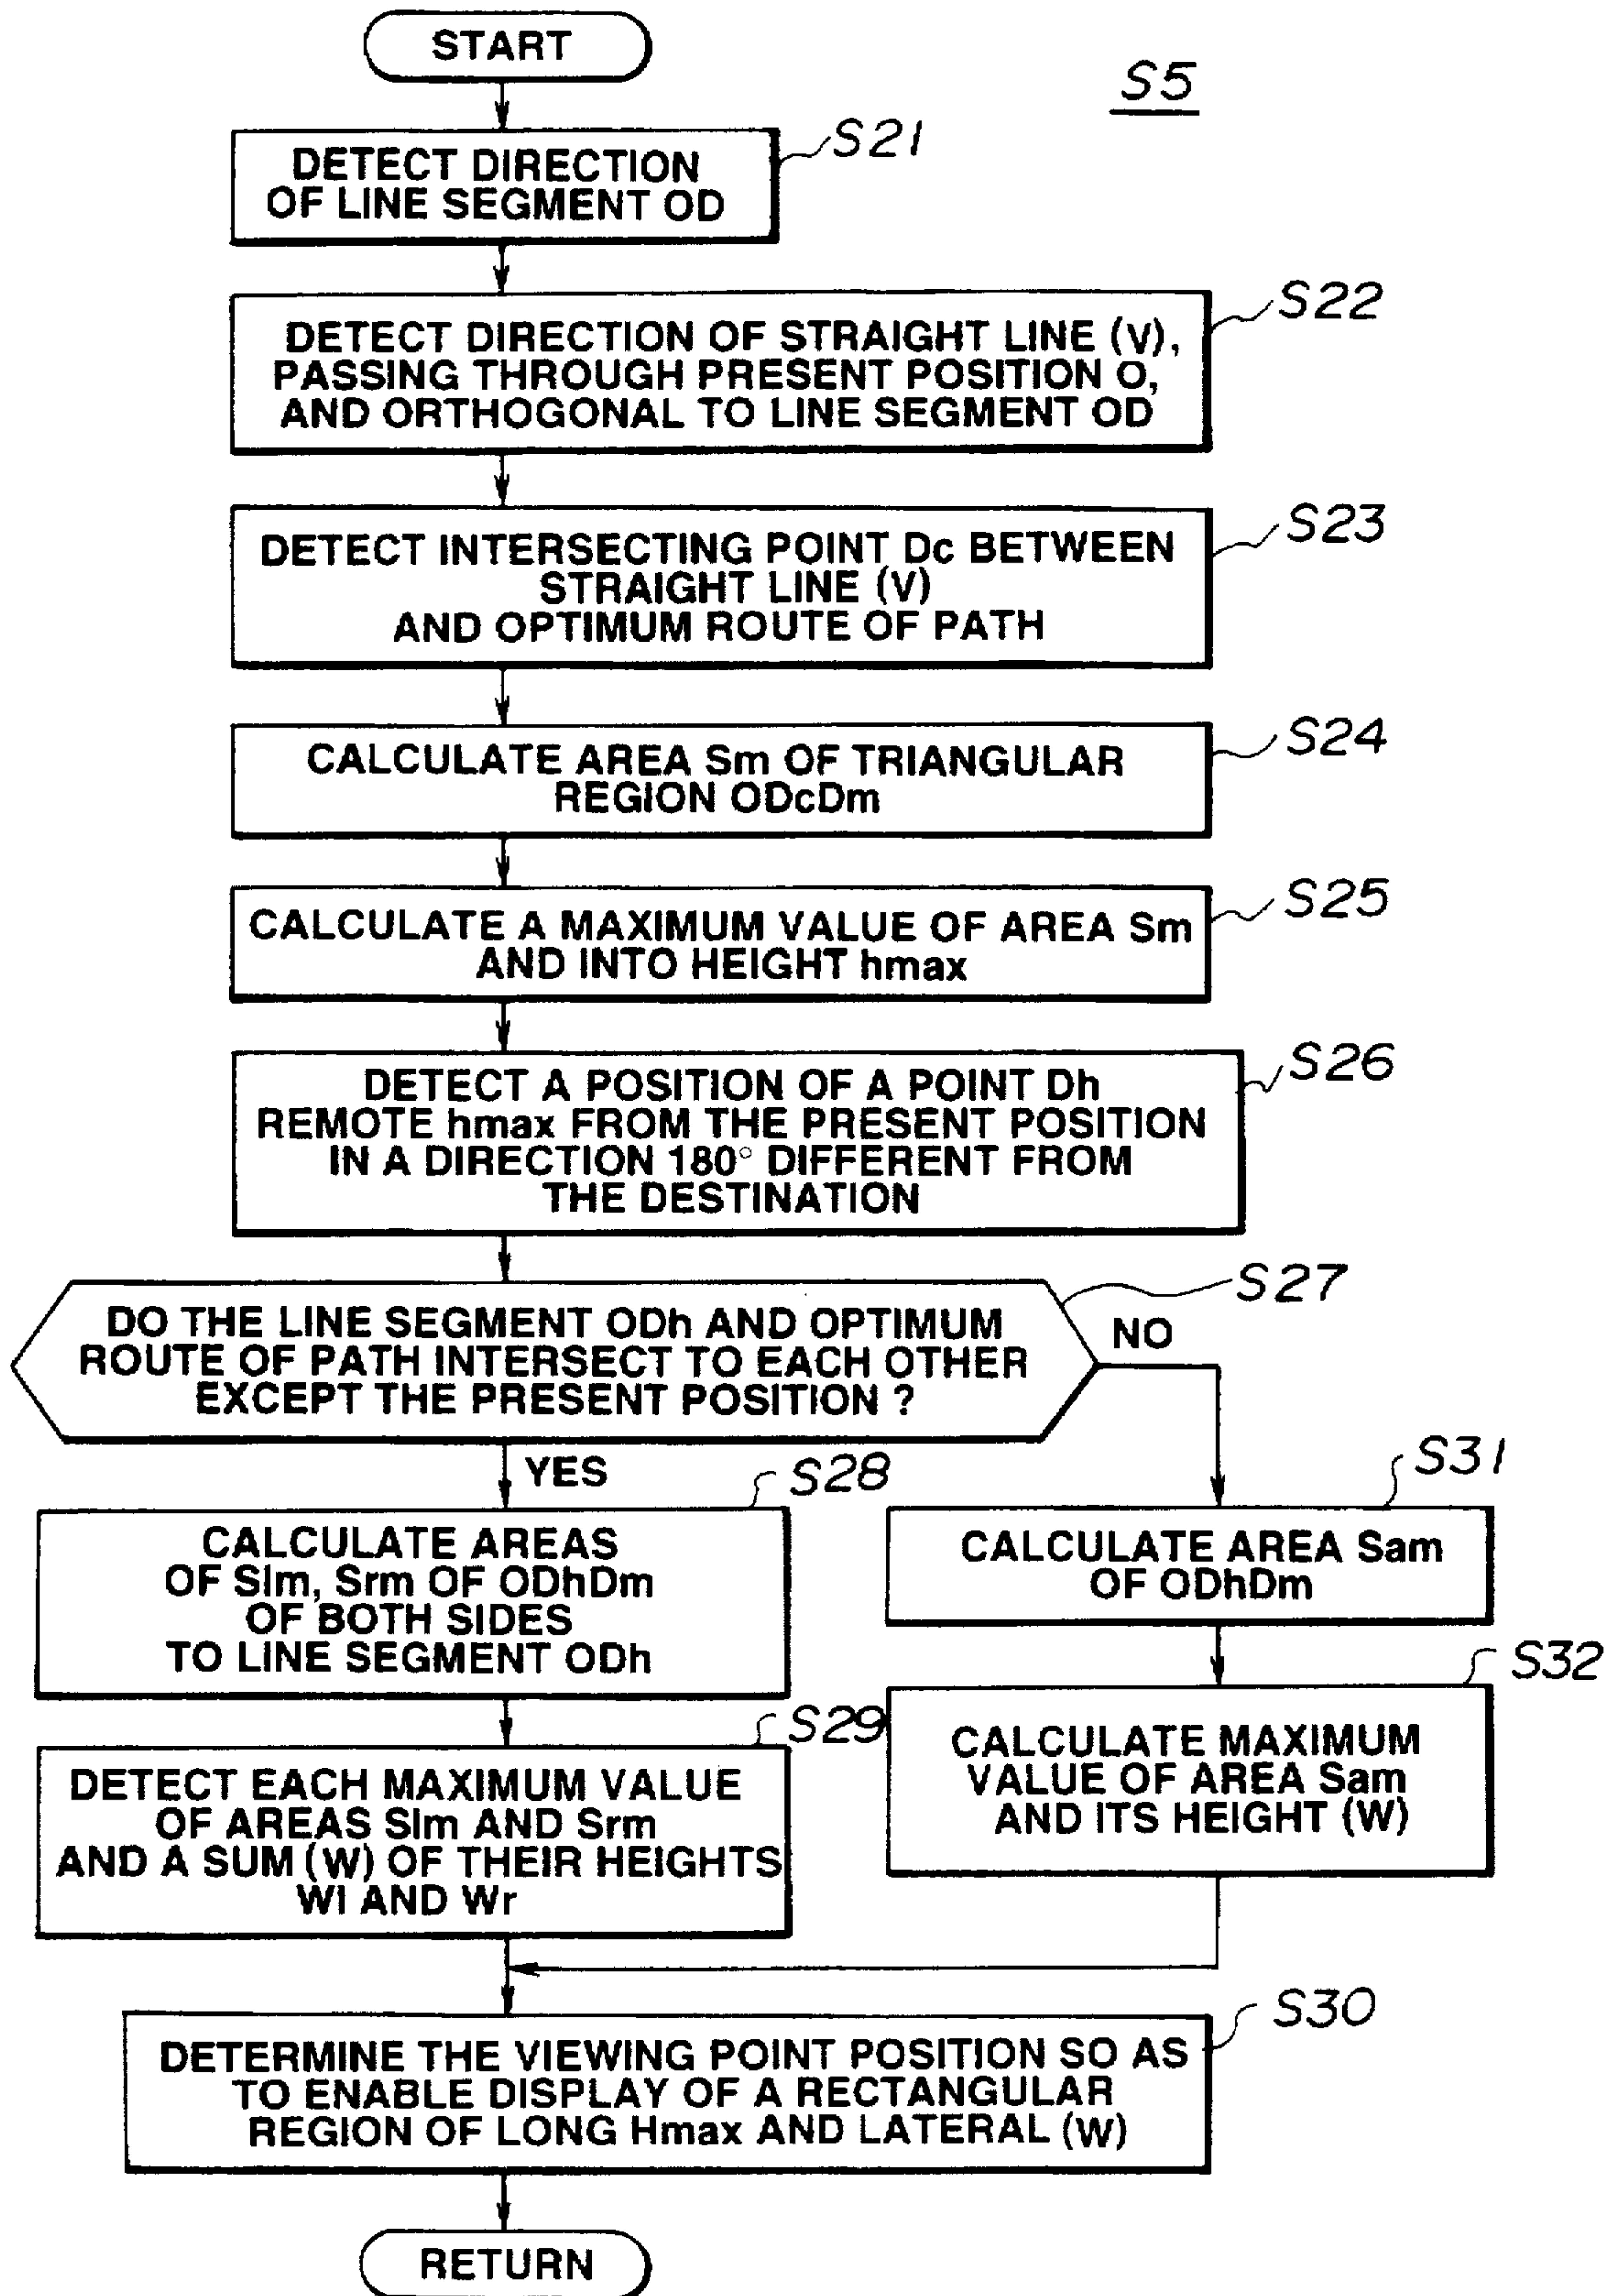 START
S5
S21
DETECT DIRECTION
OF LINE SEGMENT OD
S22
DETECT DIRECTION OF STRAIGHT LINE (V),
PASSING THROUGH PRESENT POSITION O,
AND ORTHOGONAL TO LINE SEGMENT OD
S23
DETECT INTERSECTING POINT Dc BETWEEN
STRAIGHT LINE (V)
AND OPTIMUM ROUTE OF PATH
S24
CALCULATE AREA Sm OF TRIANGULAR
REGION ODcDm
S25
CALCULATE A MAXIMUM VALUE OF AREA Sm
AND INTO HEIGHT hmax
S26
DETECT A POSITION OF A POINT Dh
REMOTE hmax FROM THE PRESENT POSITION
IN A DIRECTION 180° DIFFERENT FROM
THE DESTINATION
S27
DO THE LINE SEGMENT ODh AND OPTIMUM
ROUTE OF PATH INTERSECT TO EACH OTHER
EXCEPT THE PRESENT POSITION ?
NO
YES
S28
CALCULATE AREAS
OF Slm, Srm OF ODhDm
OF BOTH SIDES
TO LINE SEGMENT ODh
S29
DETECT EACH MAXIMUM VALUE
OF AREAS Slm AND Srm
AND A SUM (W) OF THEIR HEIGHTS
Wl AND Wr
S31
CALCULATE AREA Sam
OF ODhDm
S32
CALCULATE MAXIMUM
VALUE OF AREA Sam
AND ITS HEIGHT (W)
S30
DETERMINE THE VIEWING POINT POSITION SO AS
TO ENABLE DISPLAY OF A RECTANGULAR
REGION OF LONG Hmax AND LATERAL (W)
RETURN